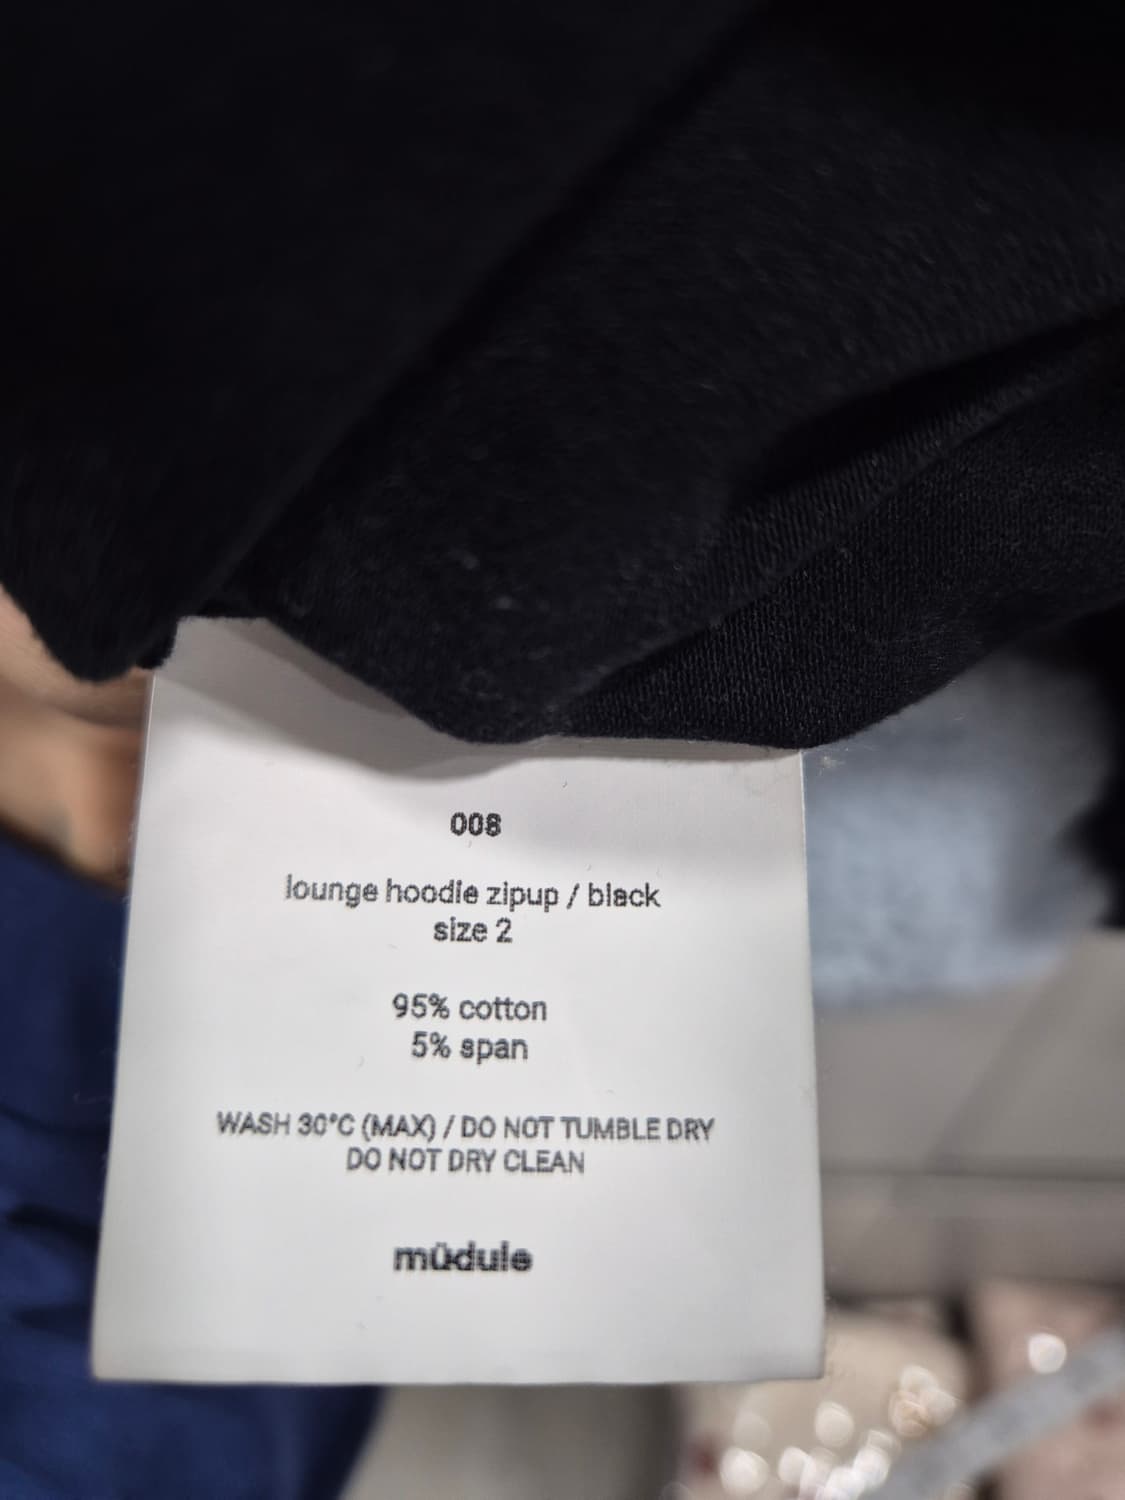 008
lounge hoodie zipup / black
size 2
95% cotton
5% span
WASH 30°C (MAX) / DO NOT TUMBLE DRY
DO NOT DRY CLEAN
müdule